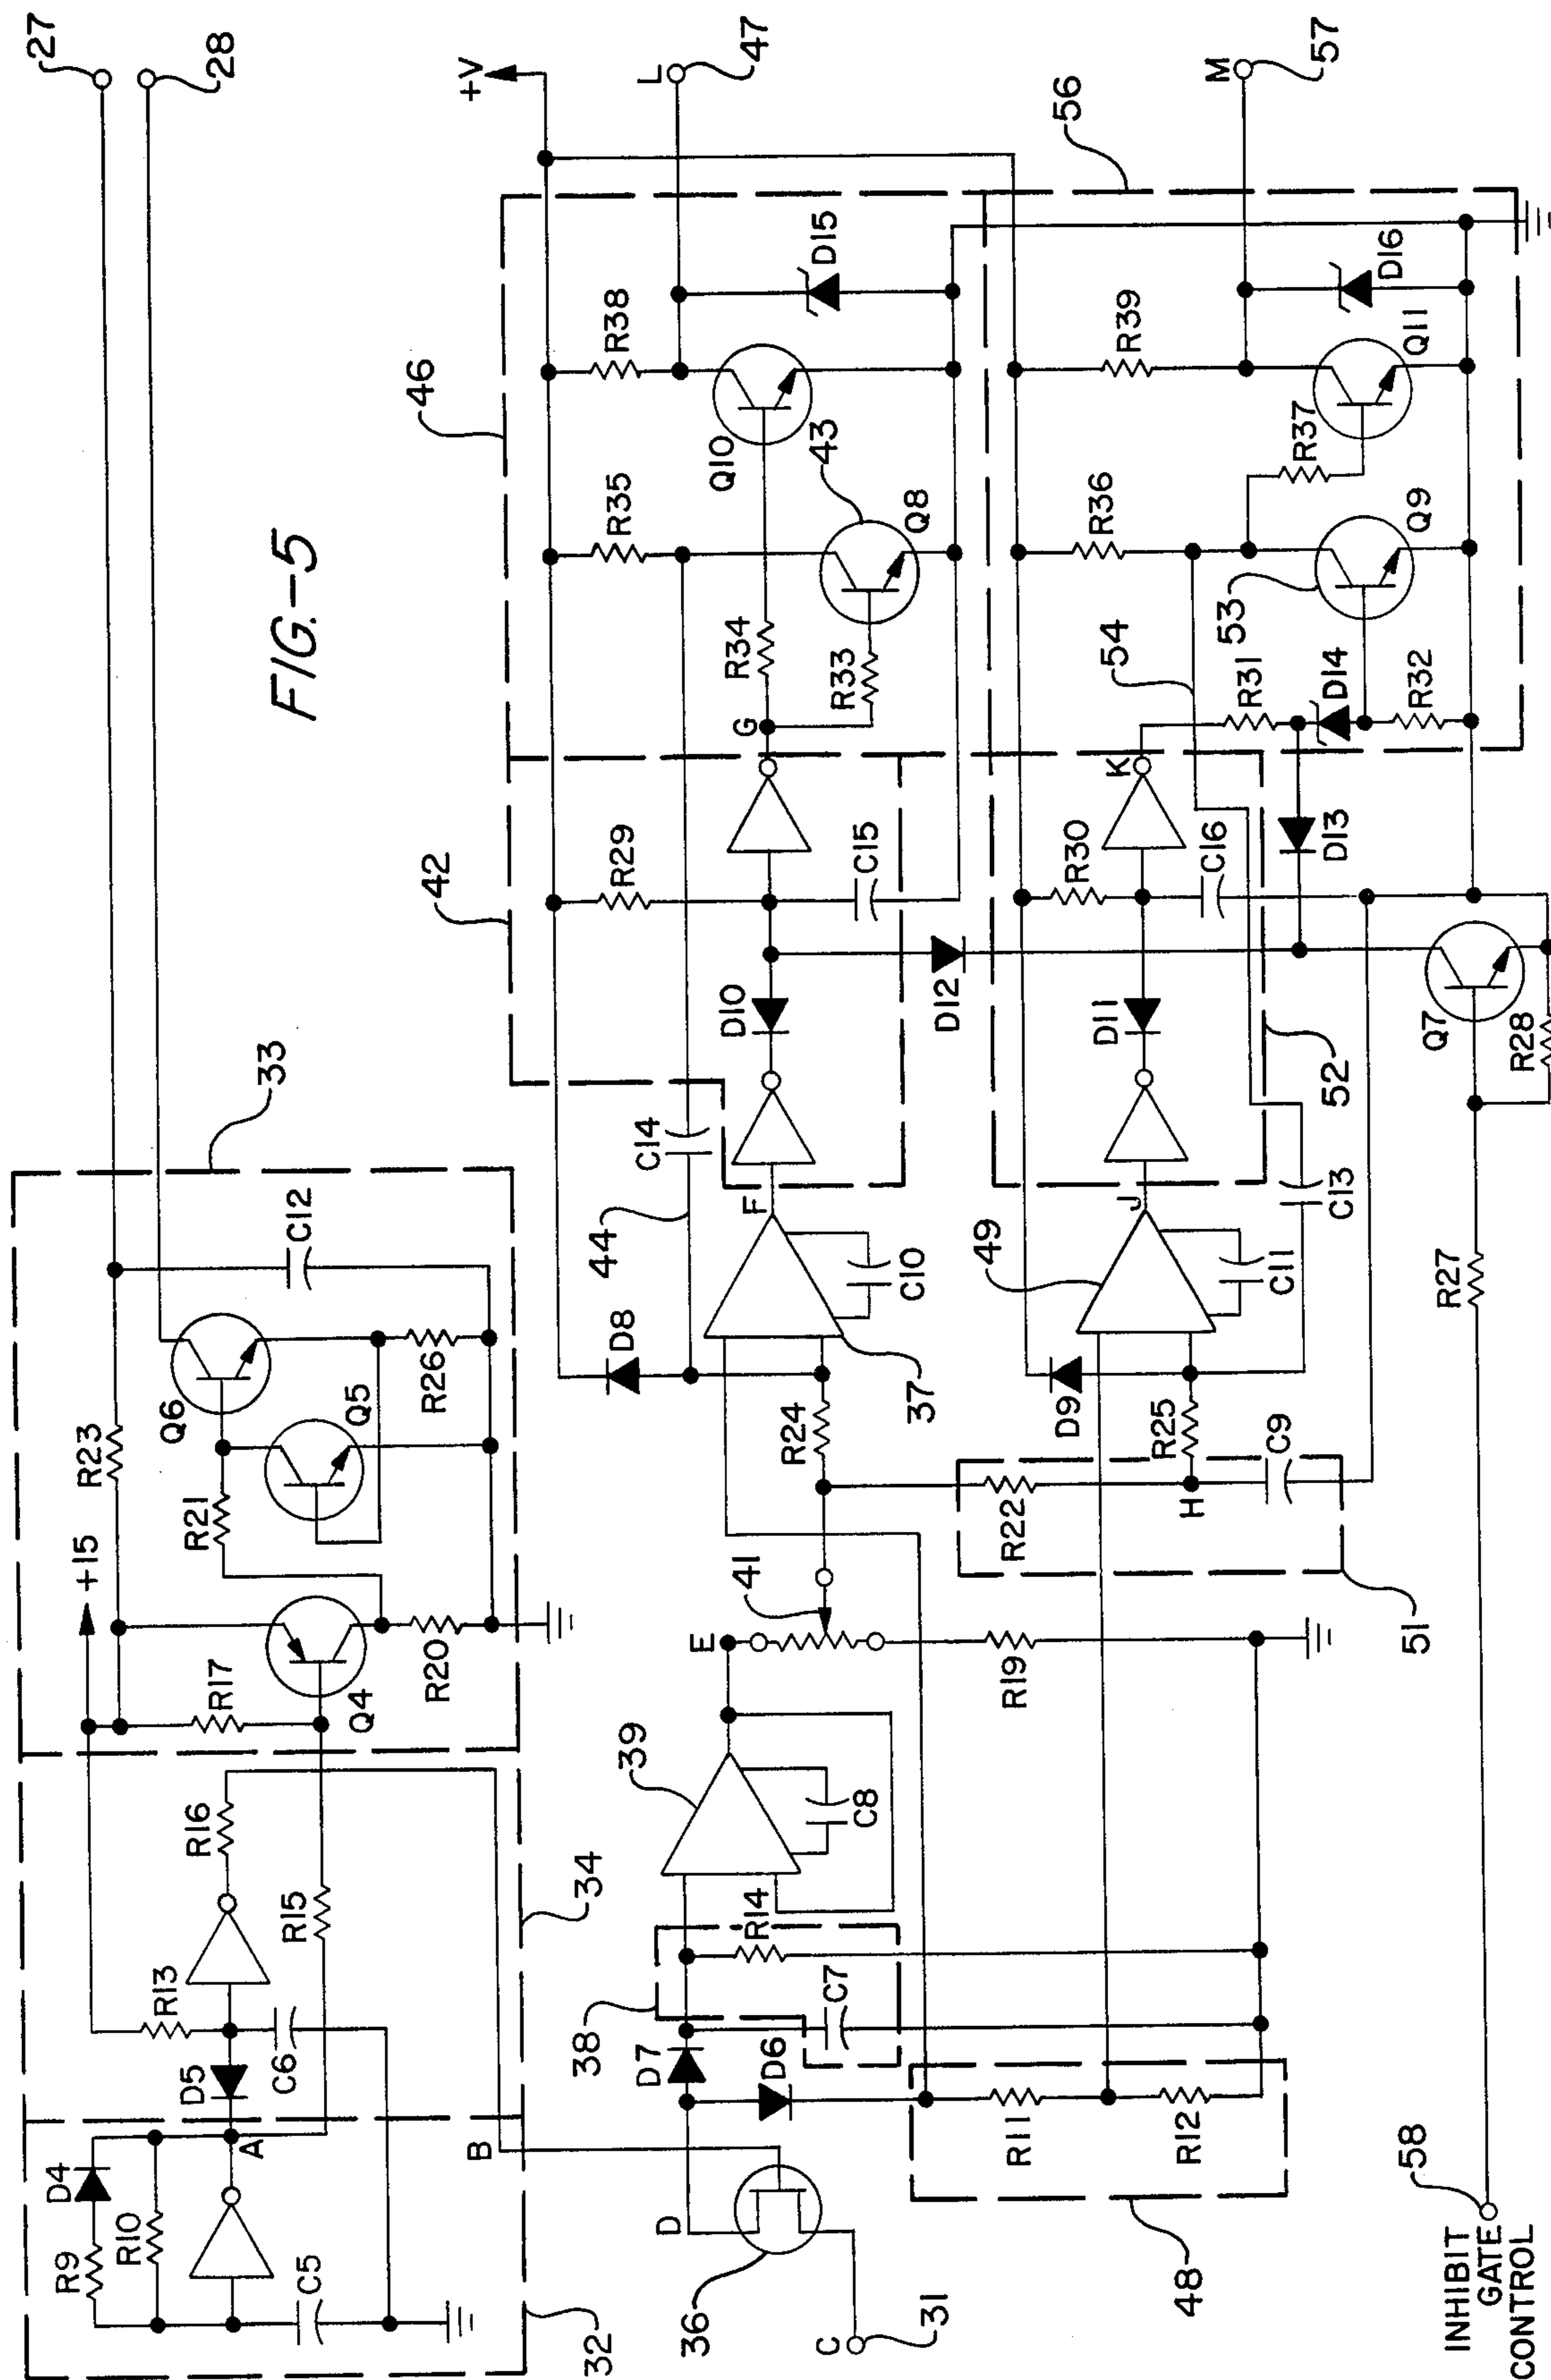 FIG.-5
27
28
33
+15
R17
R23
Q4
R20
R21
Q6
Q5
R26
C12
32
R9
D4
R10
A
C5
D5
R13
C6
R16
R15
34
B
+V
46
42
R29
R35
R38
L
47
D15
Q10
43
Q8
R34
R33
G
C14
44
D8
F
D10
C15
C10
37
R24
D12
56
M
57
R39
R36
R37
Q11
D16
Q9
53
54
R31
D14
R32
K
R30
C16
D13
D11
J
49
C11
D9
R25
H
R22
C9
51
52
C13
Q7
R28
R27
41
E
R19
39
C8
R14
38
C7
D7
D6
D
36
C
31
R11
R12
48
58
INHIBIT
GATE
CONTROL